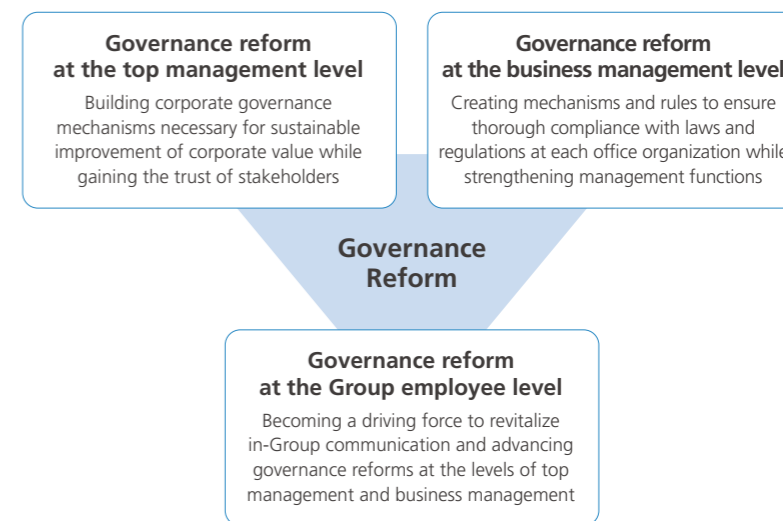 Governance reform
at the top management level
Building corporate governance
mechanisms necessary for sustainable
improvement of corporate value while
gaining the trust of stakeholders
Governance reform
at the business management level
Creating mechanisms and rules to ensure
thorough compliance with laws and
regulations at each office organization while
strengthening management functions
Governance
Reform
Governance reform
at the Group employee level
Becoming a driving force to revitalize
in-Group communication and advancing
governance reforms at the levels of top
management and business management